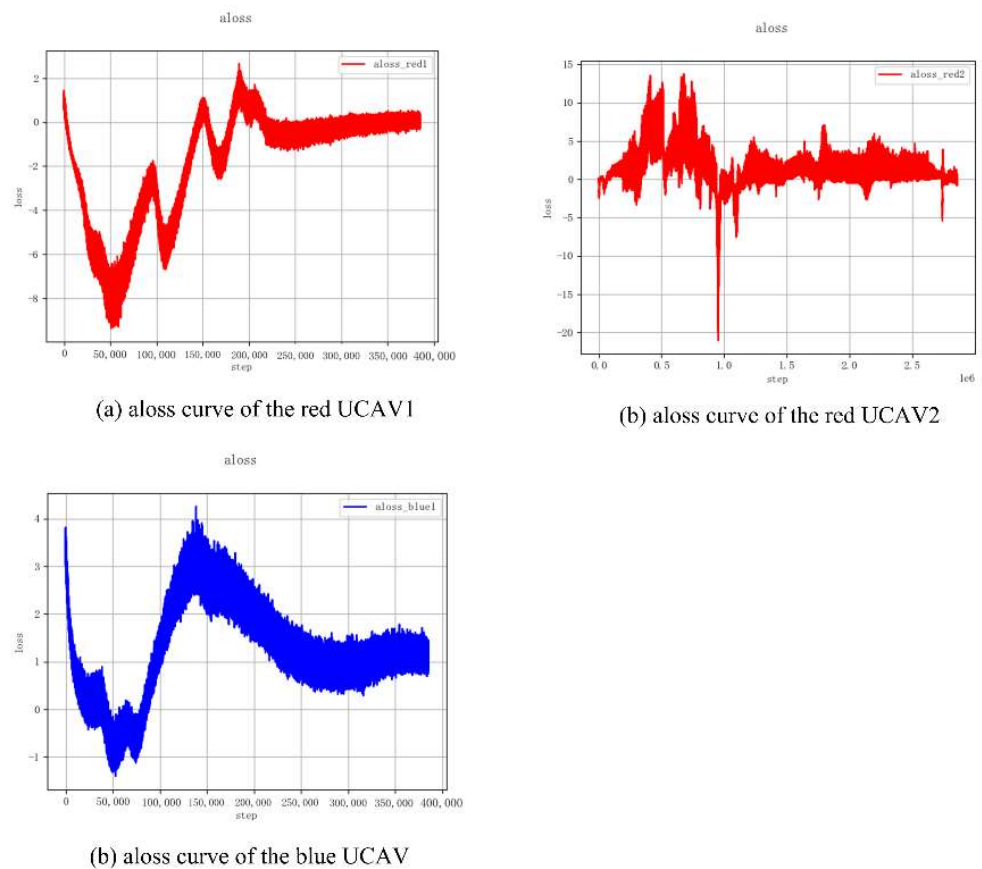 aloss
aloss_red1
2
0
-2
-4
-6
-8
loss
0 50,000 100,000 150,000 200,000 250,000 300,000 350,000 400,000
step
(a) aloss curve of the red UCAV1
aloss
aloss_red2
15
10
5
0
-5
-10
-15
-20
loss
0.0 0.5 1.0 1.5 2.0 2.5
step
1e6
(b) aloss curve of the red UCAV2
aloss
aloss_blue1
4
3
2
1
0
-1
loss
0 50,000 100,000 150,000 200,000 250,000 300,000 350,000 400,000
step
(b) aloss curve of the blue UCAV